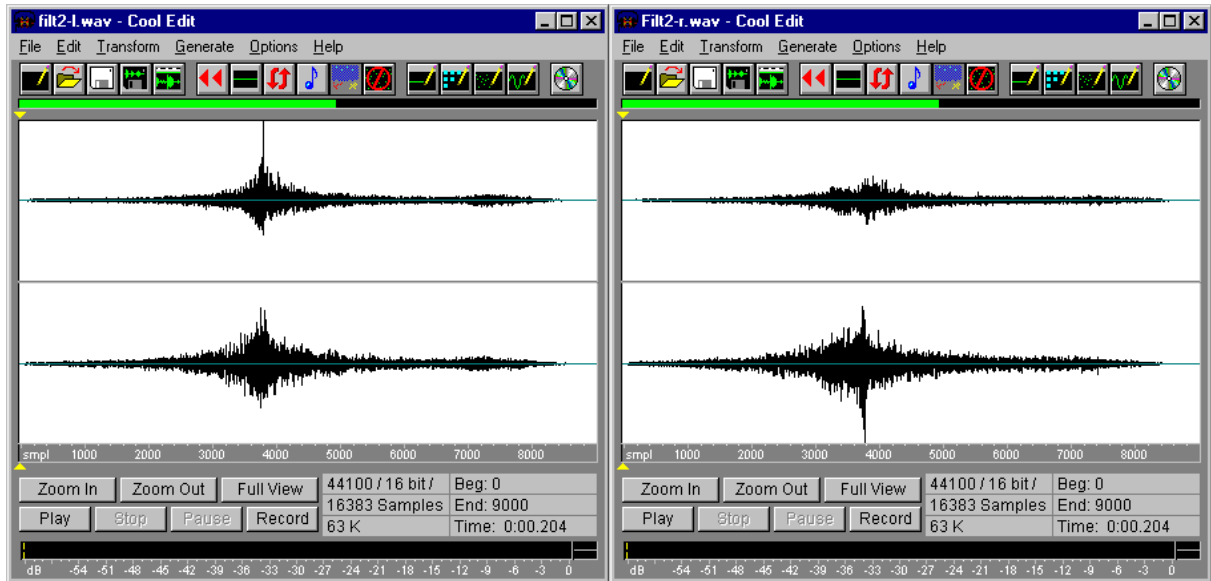 filt2-l.wav - Cool Edit
File Edit Transform Generate Options Help
smpl 1000 2000 3000 4000 5000 6000 7000 8000
Zoom In Zoom Out Full View
Play Stop Pause Record
44100 / 16 bit /
16383 Samples
63 K
Beg: 0
End: 9000
Time: 0:00.204
dB -54 -51 -48 -45 -42 -39 -36 -33 -30 -27 -24 -21 -18 -15 -12 -9 -6 -3 0
Filt2-r.wav - Cool Edit
File Edit Transform Generate Options Help
smpl 1000 2000 3000 4000 5000 6000 7000 8000
Zoom In Zoom Out Full View
Play Stop Pause Record
44100 / 16 bit /
16383 Samples
63 K
Beg: 0
End: 9000
Time: 0:00.204
dB -54 -51 -48 -45 -42 -39 -36 -33 -30 -27 -24 -21 -18 -15 -12 -9 -6 -3 0